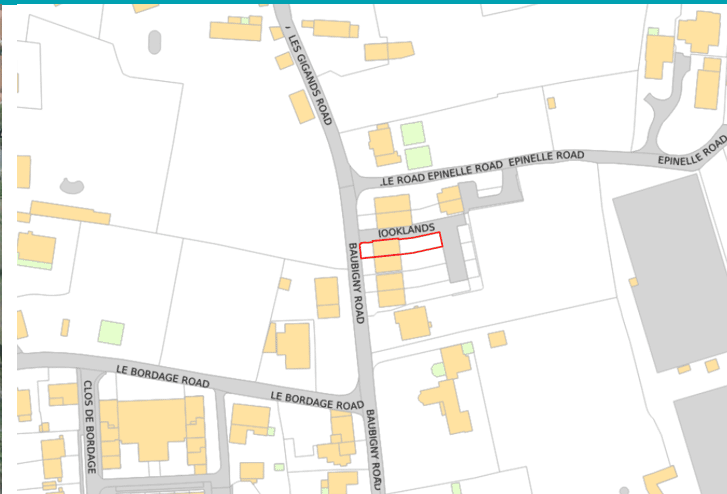 LES GIGANDS ROAD
LE ROAD EPINELLE ROAD EPINELLE ROAD
EPINELLE ROAD
IOOKLANDS
BAUBIGNY ROAD
LE BORDAGE ROAD
LE BORDAGE ROAD
CLOS DE BORDAGE
BAUBIGNY ROAD